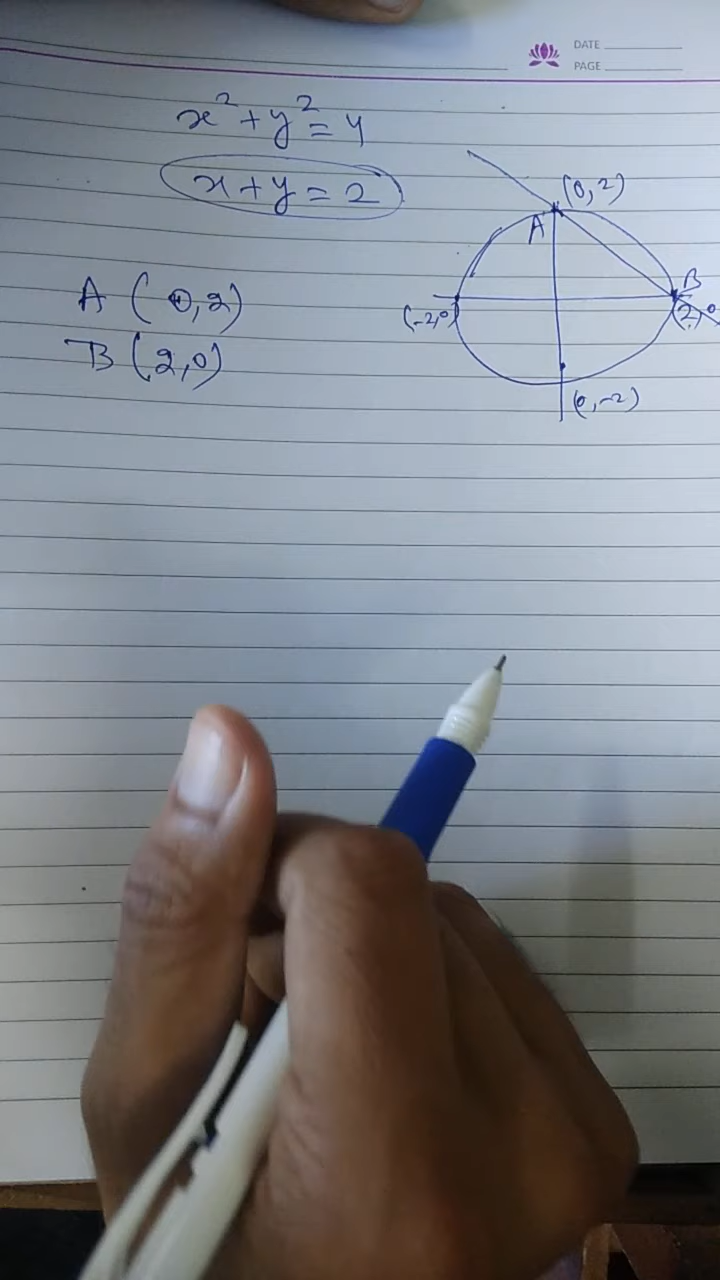 DATE
PAGE
x² + y² = 4
x + y = 2
(0, 2)
A
A (0, 2)
B
(-2, 0)
(2, 0
B (2, 0)
(0, -2)